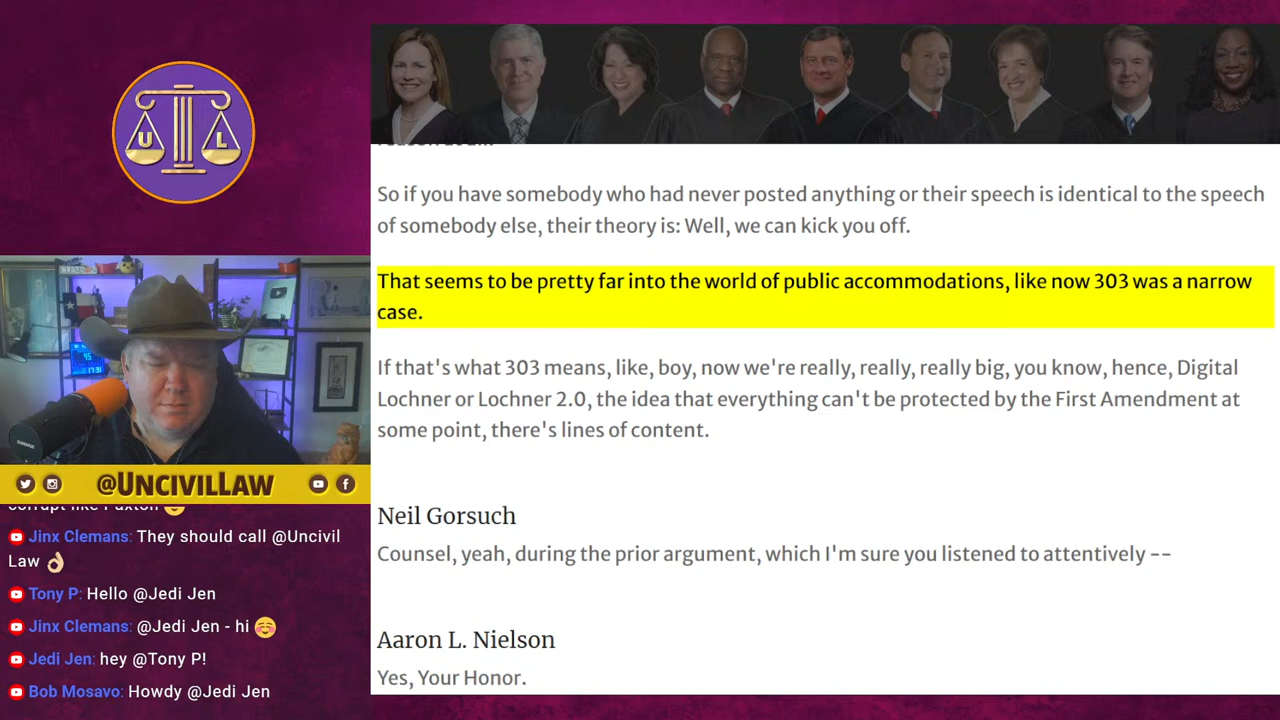 U L
So if you have somebody who had never posted anything or their speech is identical to the speech
of somebody else, their theory is: Well, we can kick you off.
That seems to be pretty far into the world of public accommodations, like now 303 was a narrow
case.
If that's what 303 means, like, boy, now we're really, really, really big, you know, hence, Digital
Lochner or Lochner 2.0, the idea that everything can't be protected by the First Amendment at
some point, there's lines of content.
Neil Gorsuch
Counsel, yeah, during the prior argument, which I'm sure you listened to attentively --
Aaron L. Nielson
Yes, Your Honor.
@UNCIVILLAW
corrupt like Paxton
Jinx Clemans: They should call @Uncivil
Law 👌🏼
Tony P: Hello @Jedi Jen
Jinx Clemans: @Jedi Jen - hi ☺️
Jedi Jen: hey @Tony P!
Bob Mosavo: Howdy @Jedi Jen